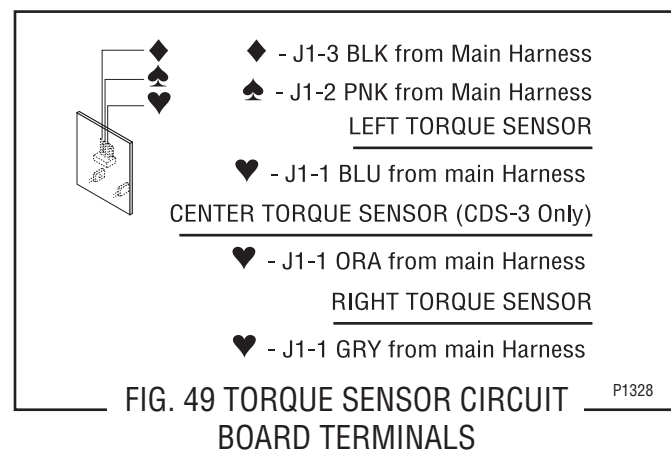 ♦ - J1-3 BLK from Main Harness
♠ - J1-2 PNK from Main Harness
LEFT TORQUE SENSOR
♥ - J1-1 BLU from main Harness
CENTER TORQUE SENSOR (CDS-3 Only)
♥ - J1-1 ORA from main Harness
RIGHT TORQUE SENSOR
♥ - J1-1 GRY from main Harness
FIG. 49 TORQUE SENSOR CIRCUIT
BOARD TERMINALS
P1328